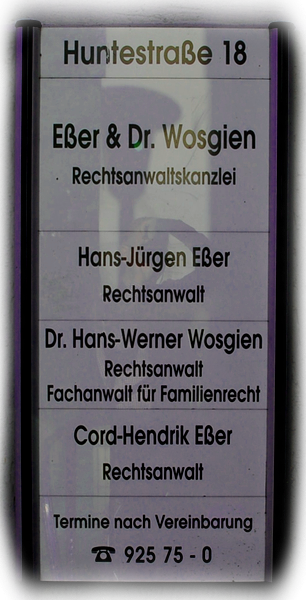 Huntestraße 18
Eßer & Dr. Wosgien
Rechtsanwaltskanzlei
Hans-Jürgen Eßer
Rechtsanwalt
Dr. Hans-Werner Wosgien
Rechtsanwalt
Fachanwalt für Familienrecht
Cord-Hendrik Eßer
Rechtsanwalt
Termine nach Vereinbarung
☎ 925 75 - 0